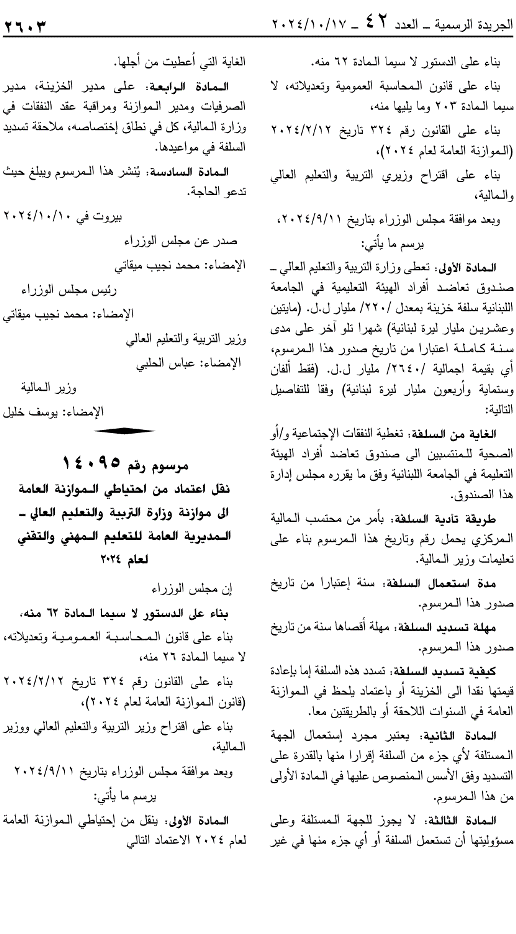 الجريدة الرسمية ــ العدد ٤٢ ــ ٢٠٢٤/١٠/١٧
٢٦٠٣
بناء على الدستور لا سيما المادة ٦٢ منه.
بناء على قانون المحاسبة العمومية وتعديلاته، لا
سيما المادة ٢٠٣ وما يليها منه،
بناء على القانون رقم ٣٢٤ تاريخ ٢٠٢٤/٢/١٢
(الموازنة العامة لعام ٢٠٢٤)،
بناء على اقتراح وزيري التربية والتعليم العالي
والمالية،
وبعد موافقة مجلس الوزراء بتاريخ ٢٠٢٤/٩/١١،
يرسم ما يأتي:
المادة الأولى: تعطى وزارة التربية والتعليم العالي ــ
صندوق تعاضد أفراد الهيئة التعليمية في الجامعة
اللبنانية سلفة خزينة بمعدل /٢٢٠/ مليار ل.ل. (مايتين
وعشرين مليار ليرة لبنانية) شهرا تلو آخر على مدى
سنة كاملة اعتبارا من تاريخ صدور هذا المرسوم،
أي بقيمة اجمالية /٢٦٤٠/ مليار ل.ل. (فقط ألفان
وستماية وأربعون مليار ليرة لبنانية) وفقا للتفاصيل
التالية:
الغاية من السلفة: تغطية النفقات الإجتماعية و/أو
الصحية للمنتسبين الى صندوق تعاضد أفراد الهيئة
التعليمة في الجامعة اللبنانية وفق ما يقرره مجلس إدارة
هذا الصندوق.
طريقة تأدية السلفة: بأمر من محتسب المالية
المركزي يحمل رقم وتاريخ هذا المرسوم بناء على
تعليمات وزير المالية.
مدة استعمال السلفة: سنة إعتبارا من تاريخ
صدور هذا المرسوم.
مهلة تسديد السلفة: مهلة أقصاها سنة من تاريخ
صدور هذا المرسوم.
كيفية تسديد السلفة: تسدد هذه السلفة إما بإعادة
قيمتها نقدا الى الخزينة أو باعتماد يلحظ في الموازنة
العامة في السنوات اللاحقة أو بالطريقتين معا.
المادة الثانية: يعتبر مجرد إستعمال الجهة
المستلفة لأي جزء من السلفة إقرارا منها بالقدرة على
التسديد وفق الأسس المنصوص عليها في المادة الأولى
من هذا المرسوم.
المادة الثالثة: لا يجوز للجهة المستلفة وعلى
مسؤوليتها أن تستعمل السلفة أو أي جزء منها في غير
الغاية التي أعطيت من أجلها.
المادة الرابعة: على مدير الخزينة، مدير
الصرفيات ومدير الموازنة ومراقبة عقد النفقات في
وزارة المالية، كل في نطاق إختصاصه، ملاحقة تسديد
السلفة في مواعيدها.
المادة السادسة: يُنشر هذا المرسوم ويبلغ حيث
تدعو الحاجة.
بيروت في ٢٠٢٤/١٠/١٠
صدر عن مجلس الوزراء
الإمضاء: محمد نجيب ميقاتي
رئيس مجلس الوزراء
الإمضاء: محمد نجيب ميقاتي
وزير التربية والتعليم العالي
الإمضاء: عباس الحلبي
وزير المالية
الإمضاء: يوسف خليل
مرسوم رقم ١٤٠٩٥
نقل اعتماد من احتياطي الموازنة العامة
الى موازنة وزارة التربية والتعليم العالي ــ
المديرية العامة للتعليم المهني والتقني
لعام ٢٠٢٤
إن مجلس الوزراء
بناء على الدستور لا سيما المادة ٦٢ منه،
بناء على قانون المحاسبة العمومية وتعديلاته،
لا سيما المادة ٢٦ منه،
بناء على القانون رقم ٣٢٤ تاريخ ٢٠٢٤/٢/١٢
(قانون الموازنة العامة لعام ٢٠٢٤)،
بناء على اقتراح وزير التربية والتعليم العالي ووزير
المالية،
وبعد موافقة مجلس الوزراء بتاريخ ٢٠٢٤/٩/١١
يرسم ما يأتي:
المادة الأولى: ينقل من إحتياطي الموازنة العامة
لعام ٢٠٢٤ الاعتماد التالي